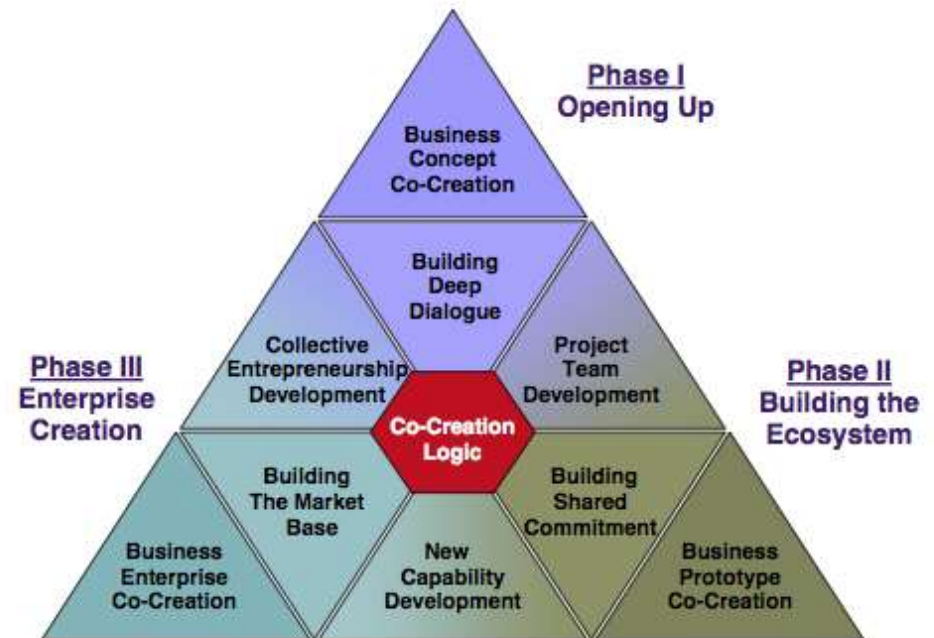 Phase I
Opening Up
Business
Concept
Co-Creation
Building
Deep
Dialogue
Collective
Entrepreneurship
Development
Project
Team
Development
Phase III
Enterprise
Creation
Phase II
Building the
Ecosystem
Co-Creation
Logic
Building
The Market
Base
Building
Shared
Commitment
Business
Enterprise
Co-Creation
New
Capability
Development
Business
Prototype
Co-Creation